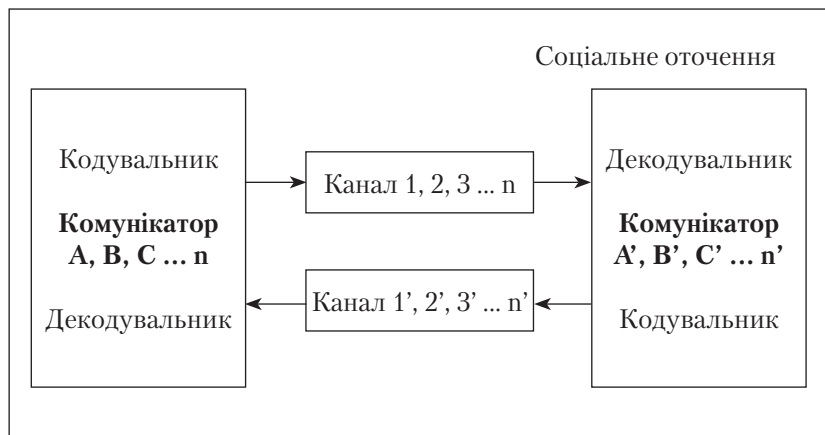 Соціальне оточення
Кодувальник
Комунікатор
A, B, C ... n
Декодувальник
Канал 1, 2, 3 ... n
Канал 1', 2', 3' ... n'
Декодувальник
Комунікатор
A’, B’, C’ ... n’
Кодувальник